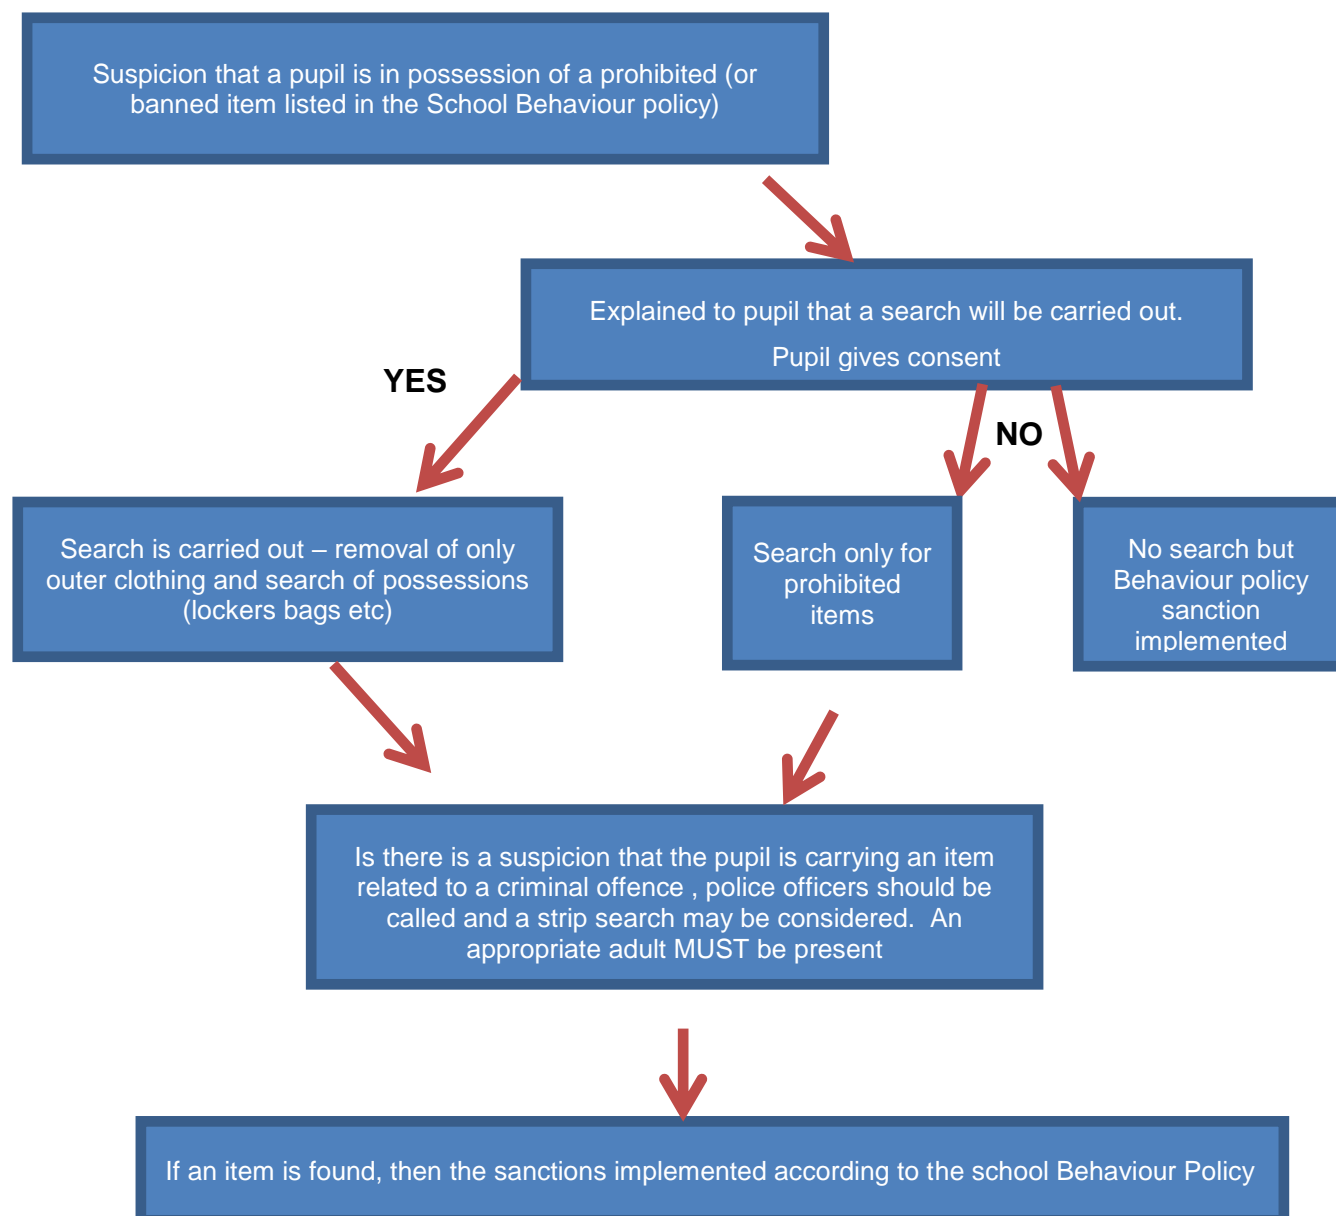 Suspicion that a pupil is in possession of a prohibited (or
banned item listed in the School Behaviour policy)
Explained to pupil that a search will be carried out.
Pupil gives consent
YES
NO
Search is carried out – removal of only
outer clothing and search of possessions
(lockers bags etc)
Search only for
prohibited
items
No search but
Behaviour policy
sanction
implemented
Is there is a suspicion that the pupil is carrying an item
related to a criminal offence , police officers should be
called and a strip search may be considered.  An
appropriate adult MUST be present
If an item is found, then the sanctions implemented according to the school Behaviour Policy